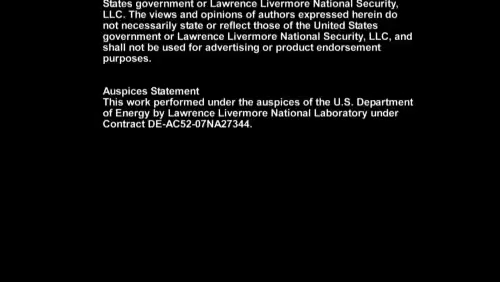 States government or Lawrence Livermore National Security,
LLC. The views and opinions of authors expressed herein do
not necessarily state or reflect those of the United States
government or Lawrence Livermore National Security, LLC, and
shall not be used for advertising or product endorsement
purposes.
Auspices Statement
This work performed under the auspices of the U.S. Department
of Energy by Lawrence Livermore National Laboratory under
Contract DE-AC52-07NA27344.